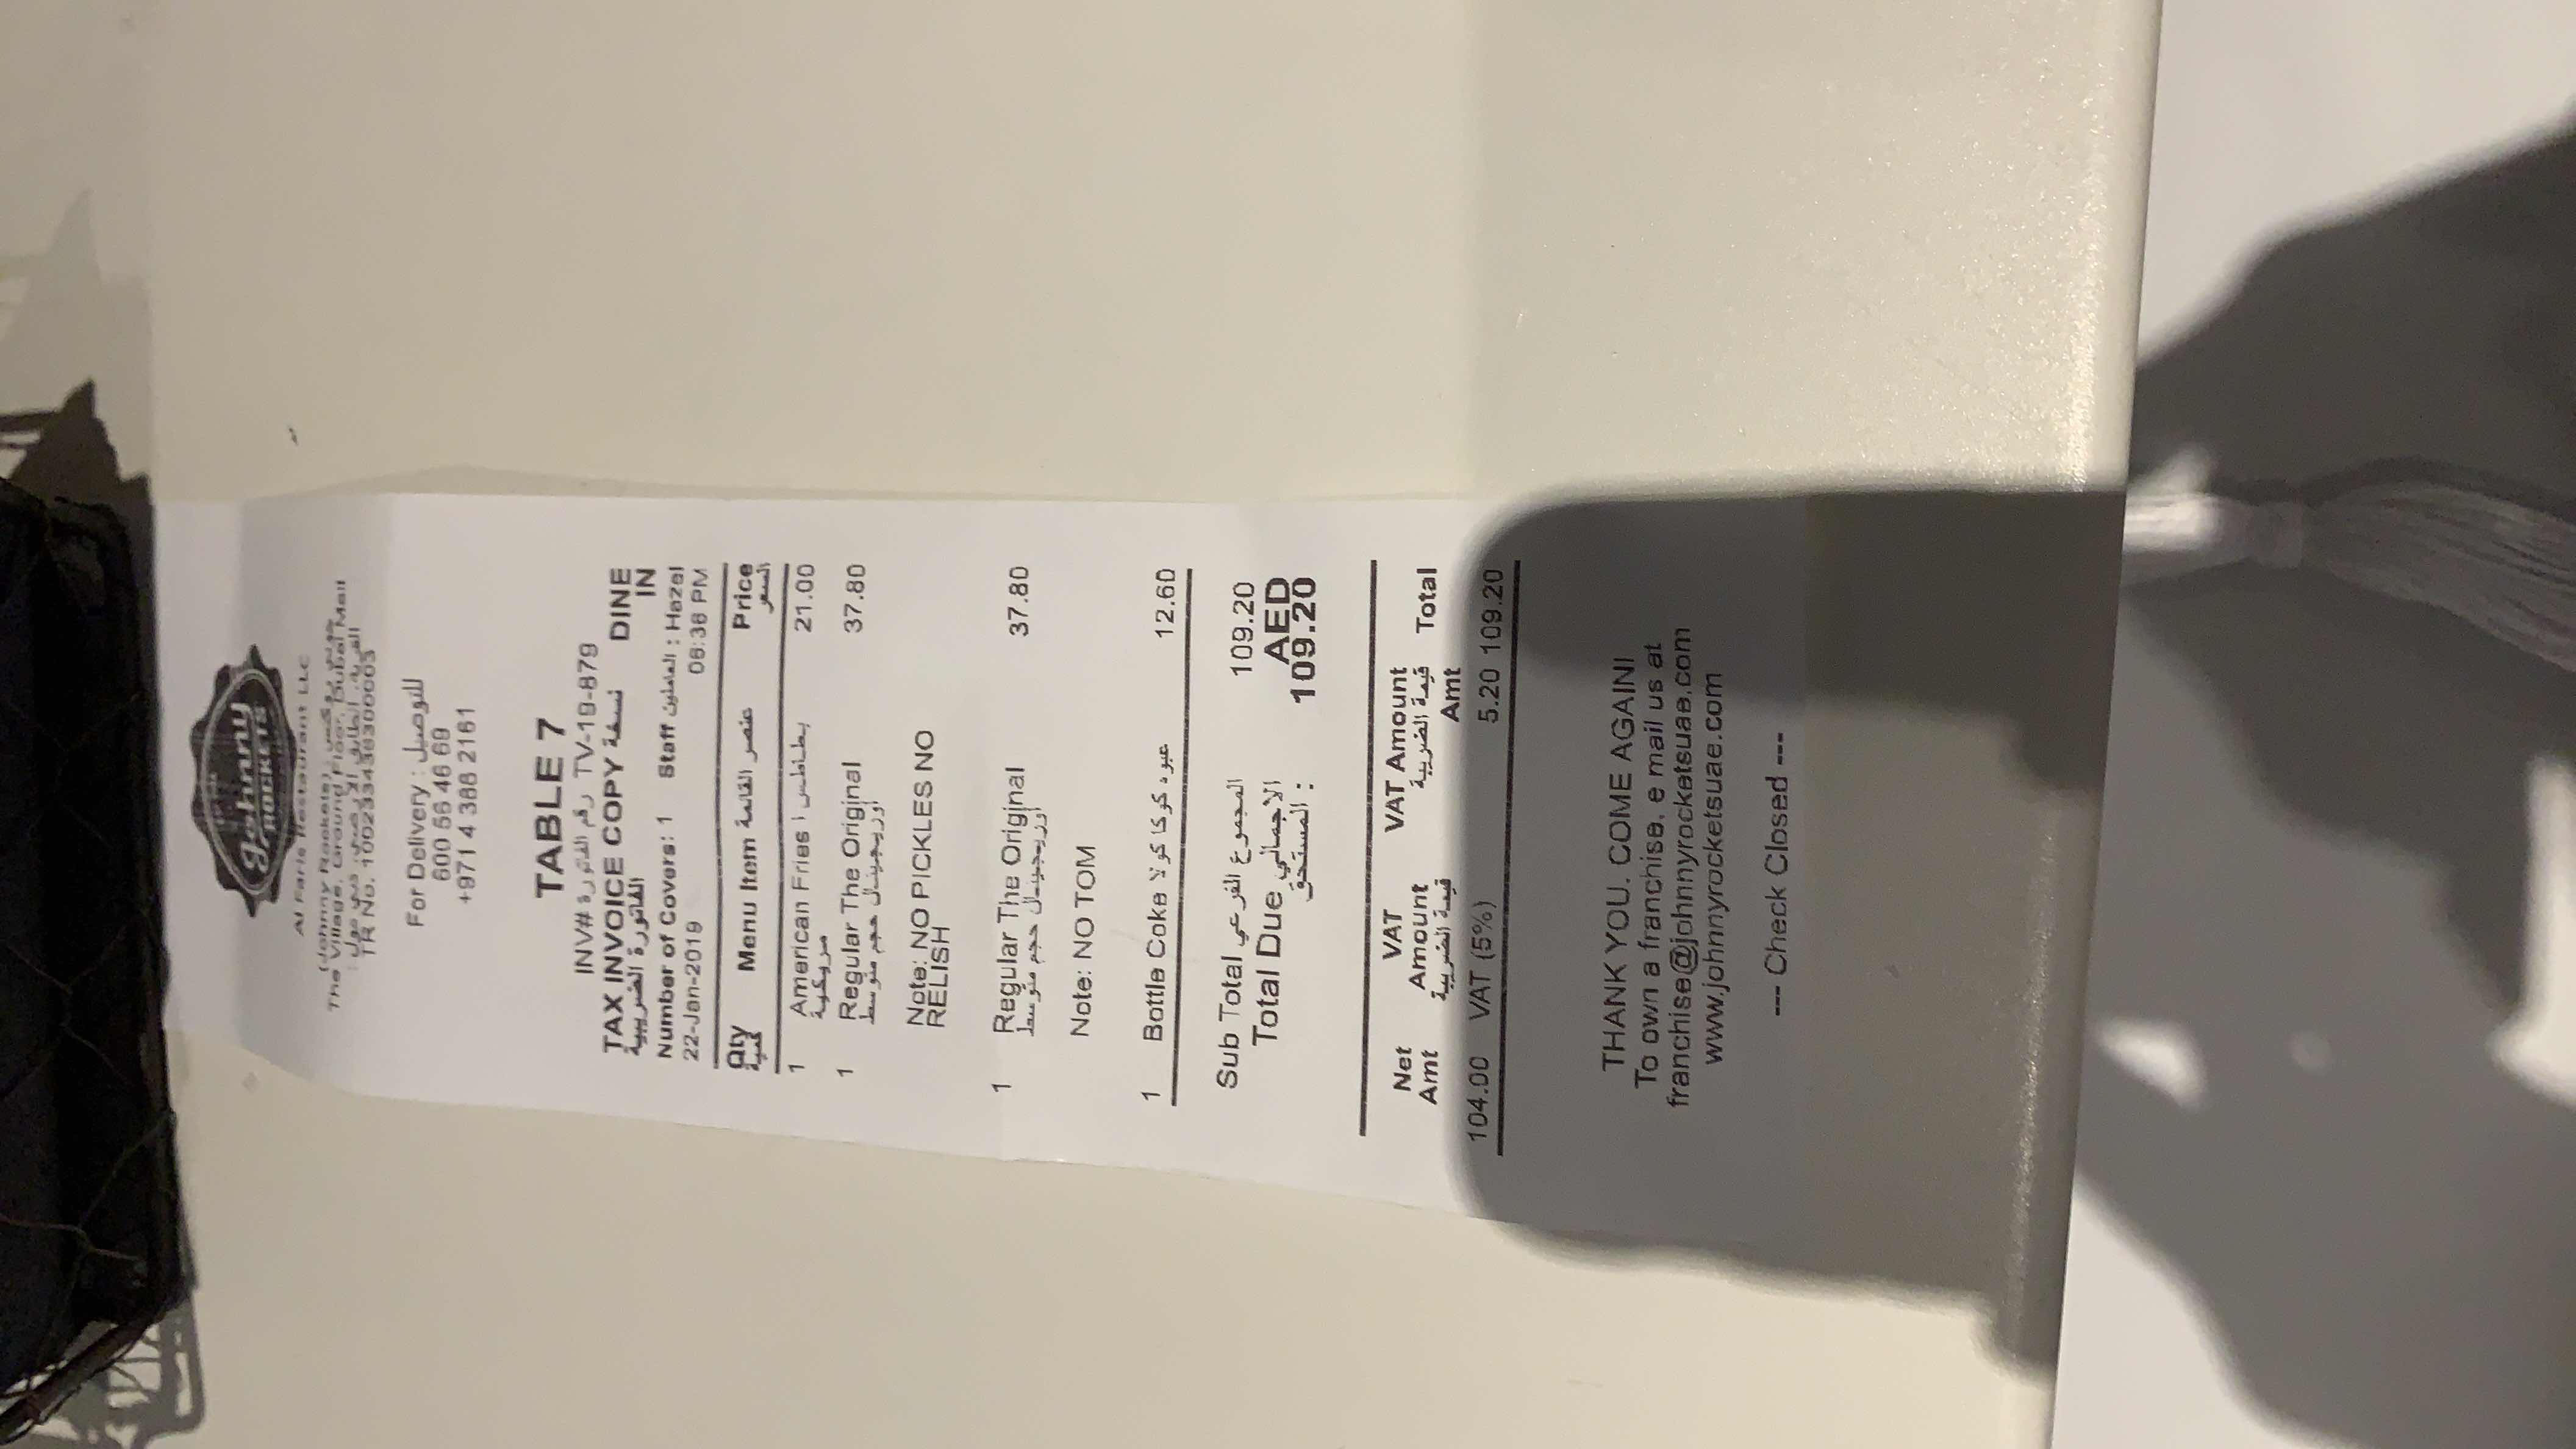 Johnny
ROCKETS
Al Faris Restaurant LLC
(Johnny Rockets) : جوني روكتس
The Village, Ground Floor, Dubai Mall
القرية، الطابق الارضي، دبي مول :
TR No.
For Delivery : للتوصيل
600 56 46 69
+971 4 388 2161
TABLE 7
INV# رقم الفاتورة TV-19-879
TAX INVOICE COPY نسخة الفاتورة الضريبية
DINE IN
Number of Covers: 1 Staff العاملين : Hazel
22-Jan-2019 PM
Qty كمية Menu Item عنصر القائمة Price السعر
1 American Fries بطاطس ا 21.00
مريكية
1 Regular The Original 37.80
اوريجينال حجم متوسط
Note: NO PICKLES NO
RELISH
1 Regular The Original 37.80
اوريجينال حجم متوسط
Note: NO TOM
1 Bottle Coke عبوه كوكا كولا 12.60
Sub Total المجموع الفرعي 109.20
Total Due الاجمالي AED
المستحق : 109.20
Net Amt VAT Amount قيمة الضريبية VAT Amount قيمة الضريبية Amt Total
104.00 VAT (5%) 5.20 109.20
THANK YOU. COME AGAIN!
To own a franchise, e mail us at
franchise@johnnyrocketsuae.com
www.johnnyrocketsuae.com
--- Check Closed ---